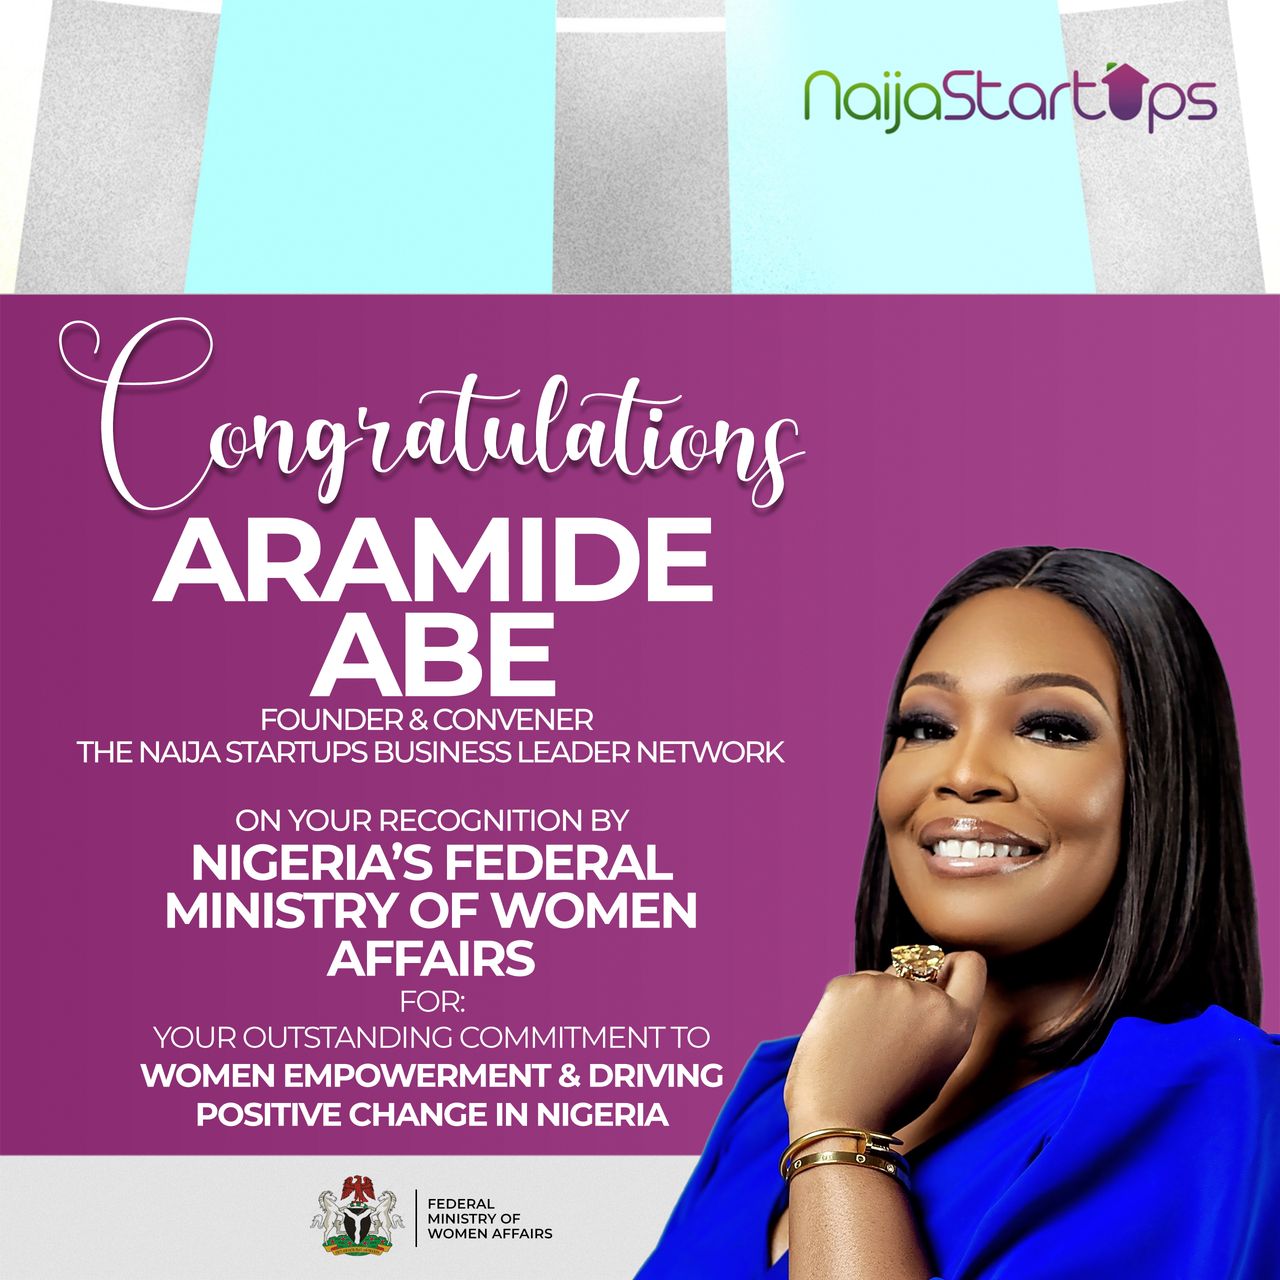 NaijaStartUps
Congratulations
ARAMIDE
ABE
FOUNDER & CONVENER
THE NAIJA STARTUPS BUSINESS LEADER NETWORK
ON YOUR RECOGNITION BY
NIGERIA’S FEDERAL
MINISTRY OF WOMEN
AFFAIRS
FOR:
YOUR OUTSTANDING COMMITMENT TO
WOMEN EMPOWERMENT & DRIVING
POSITIVE CHANGE IN NIGERIA
FEDERAL
MINISTRY OF
WOMEN AFFAIRS